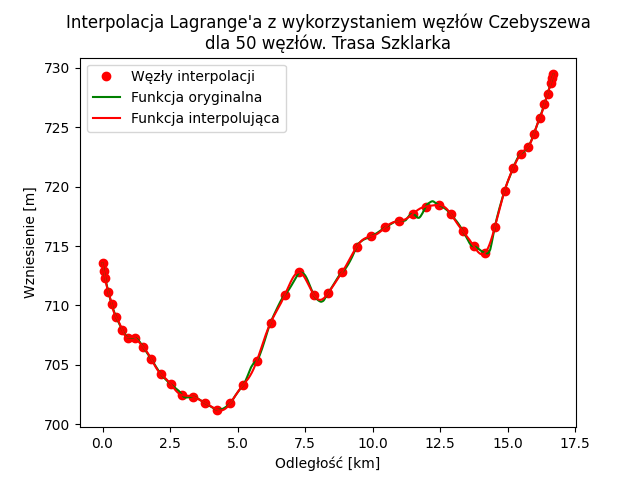 Interpolacja Lagrange'a z wykorzystaniem węzłów Czebyszewa
dla 50 węzłów. Trasa Szklarka
Węzły interpolacji
Funkcja oryginalna
Funkcja interpolująca
Wzniesienie [m]
730
725
720
715
710
705
700
0.0 2.5 5.0 7.5 10.0 12.5 15.0 17.5
Odległość [km]